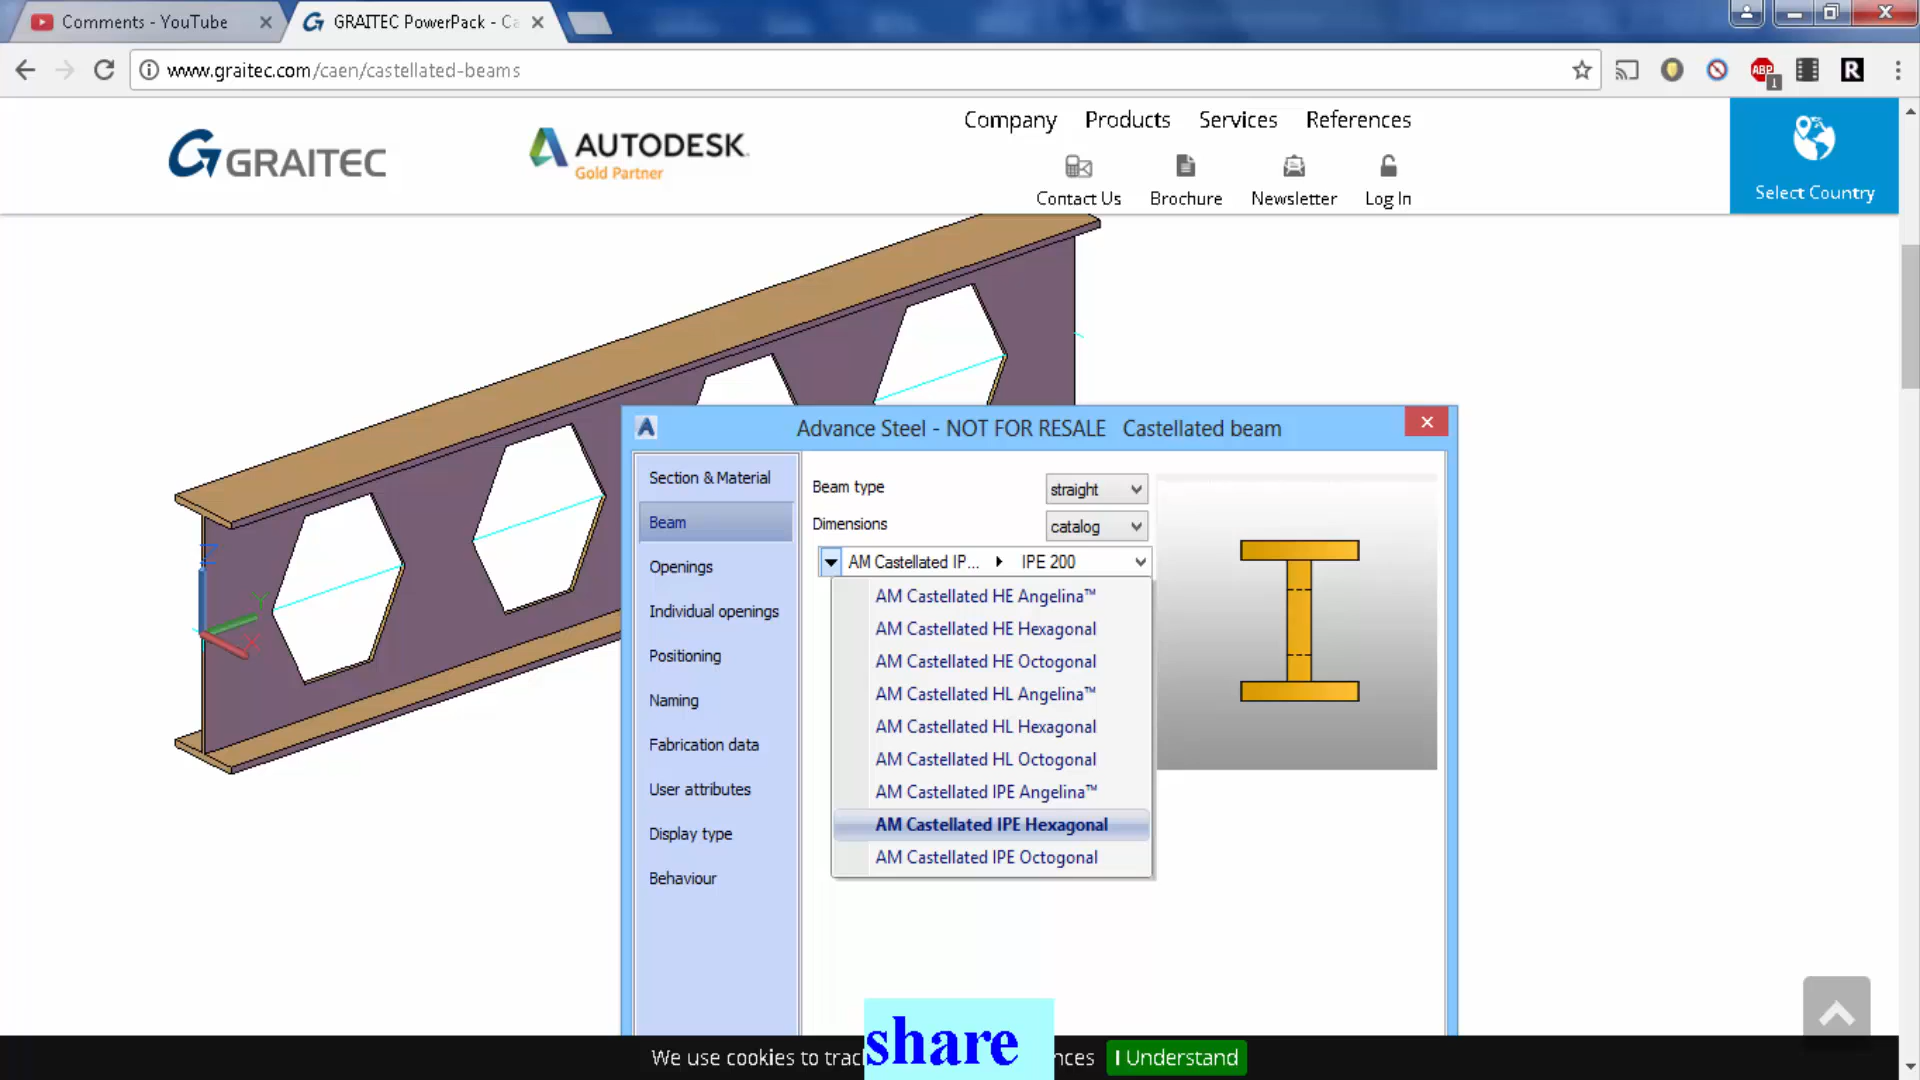 Comments - YouTube
GRAITEC PowerPack - Ca
www.graitec.com/caen/castellated-beams
ABP
1
R
GRAITEC
AUTODESK.
Gold Partner
Company Products Services References
Contact Us Brochure Newsletter Log In
Select Country
Z
Y
X
Advance Steel - NOT FOR RESALE Castellated beam
Section & Material
Beam
Openings
Individual openings
Positioning
Naming
Fabrication data
User attributes
Display type
Behaviour
Beam type straight
Dimensions catalog
AM Castellated IP... IPE 200
AM Castellated HE Angelina™
AM Castellated HE Hexagonal
AM Castellated HE Octogonal
AM Castellated HL Angelina™
AM Castellated HL Hexagonal
AM Castellated HL Octogonal
AM Castellated IPE Angelina™
AM Castellated IPE Hexagonal
AM Castellated IPE Octogonal
share
We use cookies to trac nces I Understand